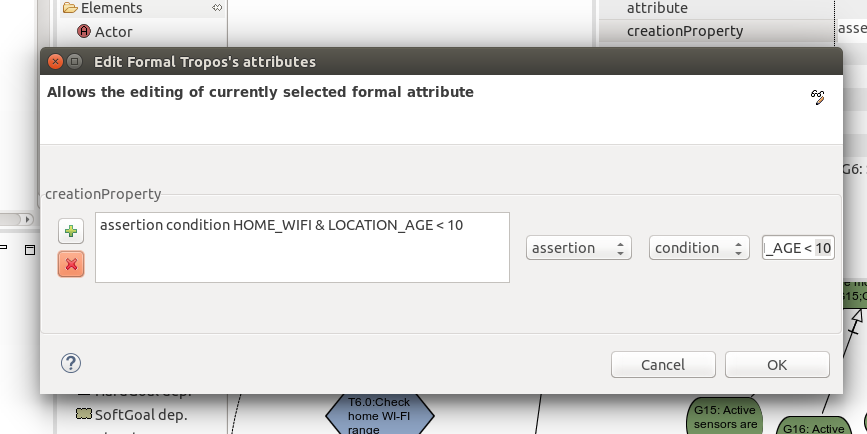 Elements
Actor
attribute
creationProperty
asse
Edit Formal Tropos's attributes
Allows the editing of currently selected formal attribute
G6:
creationProperty
assertion condition HOME_WIFI & LOCATION_AGE < 10
assertion
condition
_AGE < 10
G15;G
Cancel
OK
SoftGoal dep.
T6.0:Check
home WI-FI
range
G15: Active
sensors are
G16: Active